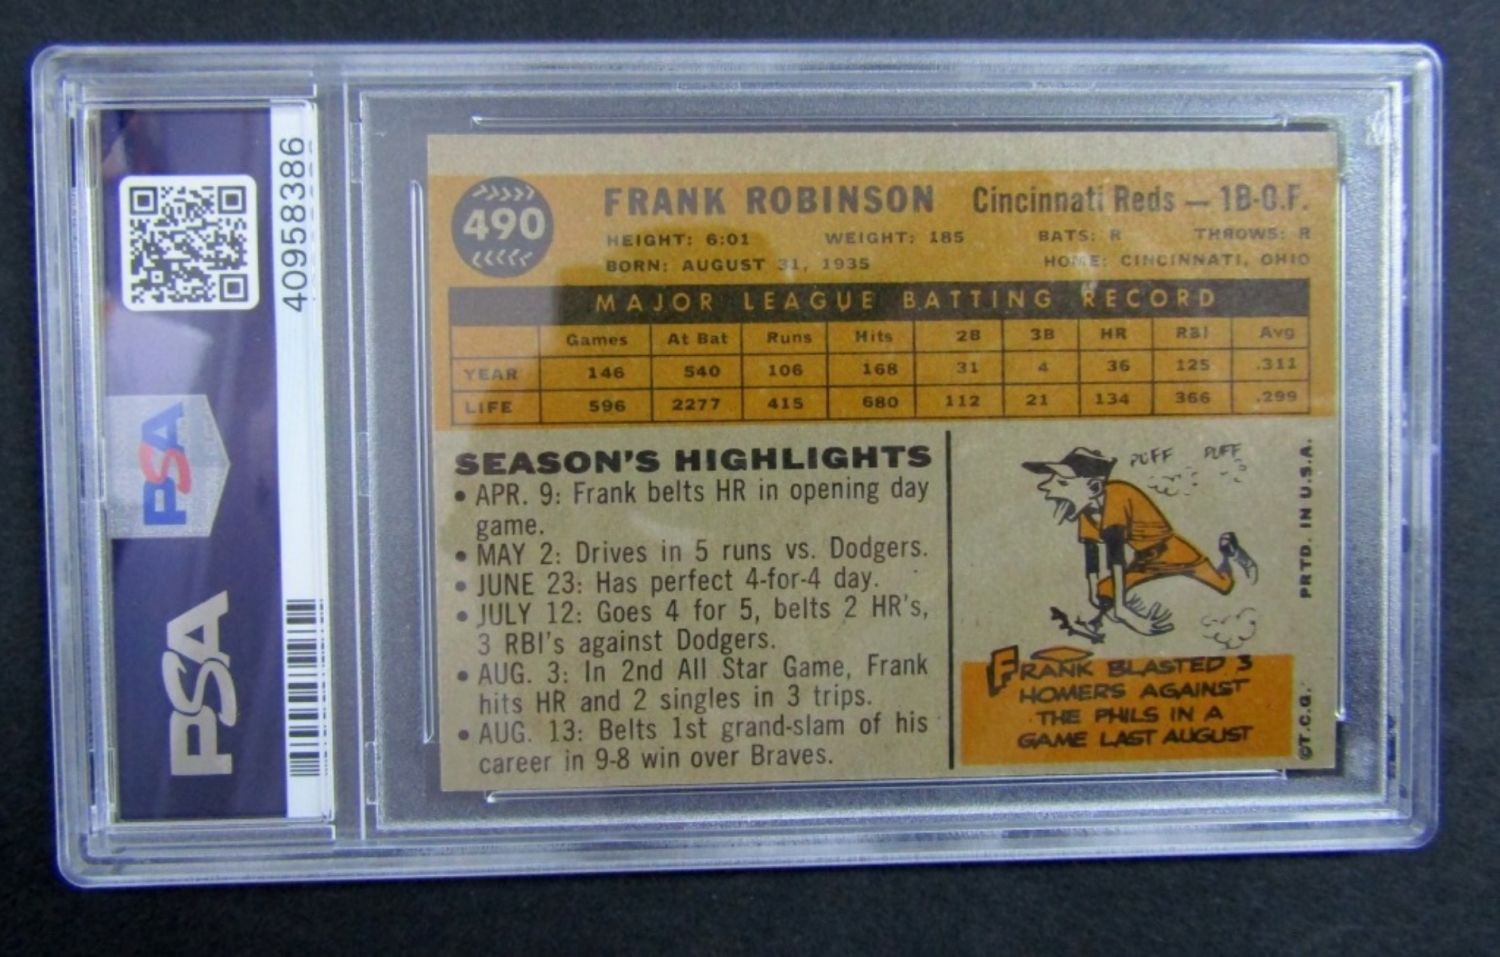 40958386
PSA
PSA
490
FRANK ROBINSON Cincinnati Reds — 1B-O.F.
HEIGHT: 6:01 WEIGHT: 185 BATS: R THROWS: R
BORN: AUGUST 31, 1935 HOME: CINCINNATI, OHIO
MAJOR LEAGUE BATTING RECORD
Games At Bat Runs Hits 2B 3B HR RBI Avg
YEAR 146 540 106 168 31 4 36 125 .311
LIFE 596 2277 415 680 112 21 134 366 .299
SEASON'S HIGHLIGHTS
• APR. 9: Frank belts HR in opening day
game.
• MAY 2: Drives in 5 runs vs. Dodgers.
• JUNE 23: Has perfect 4-for-4 day.
• JULY 12: Goes 4 for 5, belts 2 HR's,
3 RBI's against Dodgers.
• AUG. 3: In 2nd All Star Game, Frank
hits HR and 2 singles in 3 trips.
• AUG. 13: Belts 1st grand-slam of his
career in 9-8 win over Braves.
PUFF PUFF
FRANK BLASTED 3
HOMERS AGAINST
THE PHILS IN A
GAME LAST AUGUST
©T.C.G. PRTD. IN U.S.A.